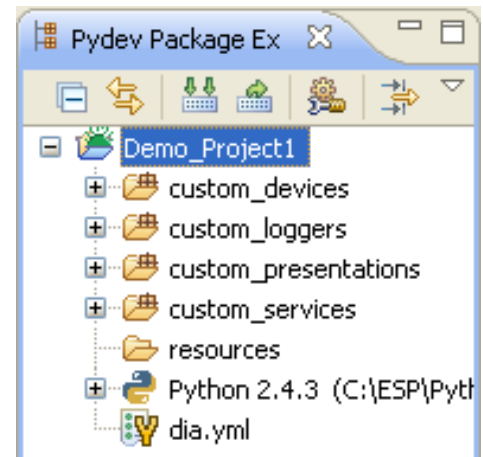 Pydev Package Ex
Demo_Project1
custom_devices
custom_loggers
custom_presentations
custom_services
resources
Python 2.4.3 (C:\ESP\Pyth
dia.yml